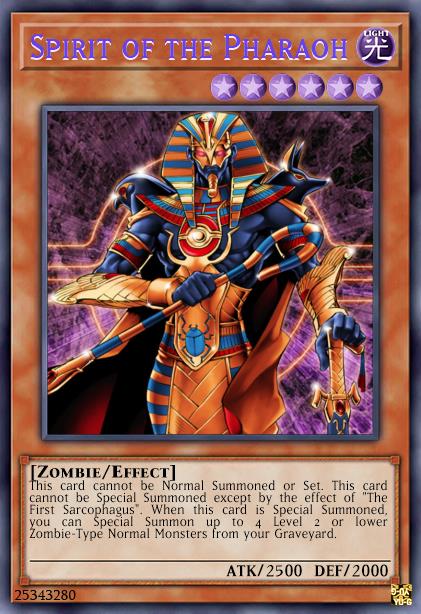 Spirit of the Pharaoh
LIGHT
光
[Zombie/Effect]
This card cannot be Normal Summoned or Set. This card
cannot be Special Summoned except by the effect of "The
First Sarcophagus". When this card is Special Summoned,
you can Special Summon up to 4 Level 2 or lower
Zombie-Type Normal Monsters from your Graveyard.
ATK/2500 DEF/2000
25343280